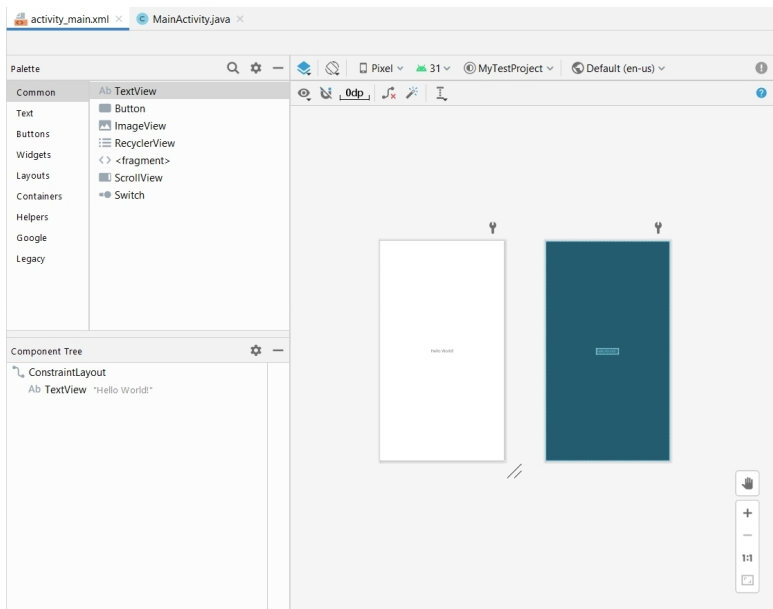 activity_main.xml
MainActivity.java
Palette
Pixel
31
MyTestProject
Default (en-us)
Common
Text
Buttons
Widgets
Layouts
Containers
Helpers
Google
Legacy
Ab TextView
Button
ImageView
RecyclerView
<fragment>
ScrollView
Switch
0dp
Hello World!
Component Tree
ConstraintLayout
Ab TextView "Hello World!"
1:1